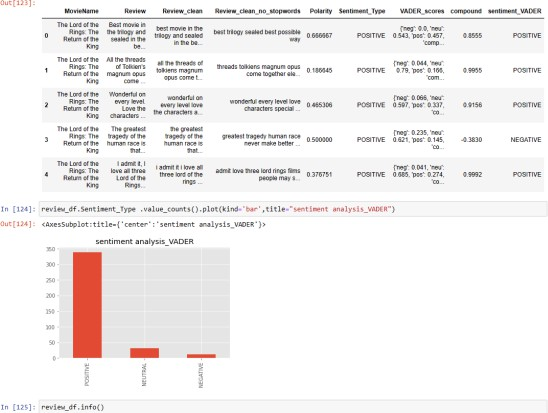 Out[123]:
MovieName Review Review_clean Review_clean_no_stopwords Polarity Sentiment_Type VADER_scores compound sentiment_VADER
0 The Lord of the Rings: The Return of the King Best movie in the trilogy and sealed in the be... best movie in the trilogy and sealed in the be... best trilogy sealed best possible way 0.666667 POSITIVE {'neg': 0.0, 'neu': 0.543, 'pos': 0.457, 'comp... 0.8555 POSITIVE
1 The Lord of the Rings: The Return of the King All the threads of Tolkien's magnum opus come... all the threads of tolkiens magnum opus come t... threads tolkiens magnum opus come together ele... 0.186645 POSITIVE {'neg': 0.044, 'neu': 0.79, 'pos': 0.166, 'com... 0.9955 POSITIVE
2 The Lord of the Rings: The Return of the King Wonderful on every level. Love the characters ... wonderful on every level love the characters a... wonderful every level love characters special ... 0.465306 POSITIVE {'neg': 0.066, 'neu': 0.597, 'pos': 0.337, 'co... 0.9156 POSITIVE
3 The Lord of the Rings: The Return of the King The greatest tragedy of the human race is that... the greatest tragedy of the human race is that... greatest tragedy human race never make better ... 0.500000 POSITIVE {'neg': 0.235, 'neu': 0.621, 'pos': 0.145, 'co... -0.3830 NEGATIVE
4 The Lord of the Rings: The Return of the King I admit it, I love all three Lord of the Rings... i admit it i love all three lord of the rings ... admit love three lord rings films people may s... 0.376751 POSITIVE {'neg': 0.041, 'neu': 0.685, 'pos': 0.274, 'co... 0.9992 POSITIVE
In [124]: review_df.Sentiment_Type .value_counts().plot(kind='bar',title="sentiment analysis_VADER")
Out[124]: <AxesSubplot:title={'center':'sentiment analysis_VADER'}>
sentiment analysis_VADER
350
300
250
200
150
100
50
0
POSITIVE NEUTRAL NEGATIVE
In [125]: review_df.info()